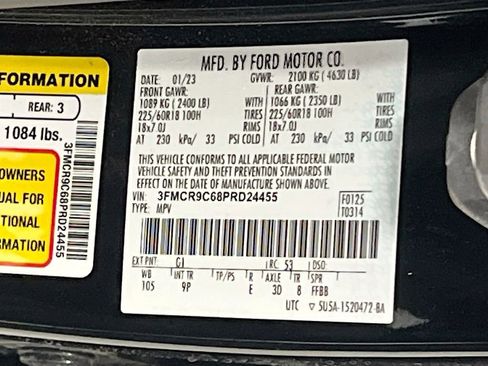 FORMATION
REAR: 3
1084 lbs.
OWNERS
UAL FOR
TIONAL
ORMATION
3FMCR9C68PRD24455
MFD. BY FORD MOTOR CO.
DATE: 01/23 GVWR: 2100 KG ( 4630 LB)
FRONT GAWR: REAR GAWR:
1089 KG ( 2400 LB) WITH 1066 KG ( 2350 LB) WITH
225/60R18 100H TIRES 225/60R18 100H TIRES
18x7.0J RIMS 18x7.0J RIMS
AT 230 kPa/ 33 PSI COLD AT 230 kPa/ 33 PSI COLD
THIS VEHICLE CONFORMS TO ALL APPLICABLE FEDERAL MOTOR
VEHICLE SAFETY AND THEFT PREVENTION STANDARDS IN
EFFECT ON THE DATE OF MANUFACTURE SHOWN ABOVE.
VIN: 3FMCR9C68PRD24455 F0125
TYPE: MPV T0314
EXT PNT: G1 RC: 53 DSO:
WB INT TR TP/PS R AXLE TR SPR
105 9P E 3D 8 FFBB
UTC ▽ 5U5A-1520472-BA